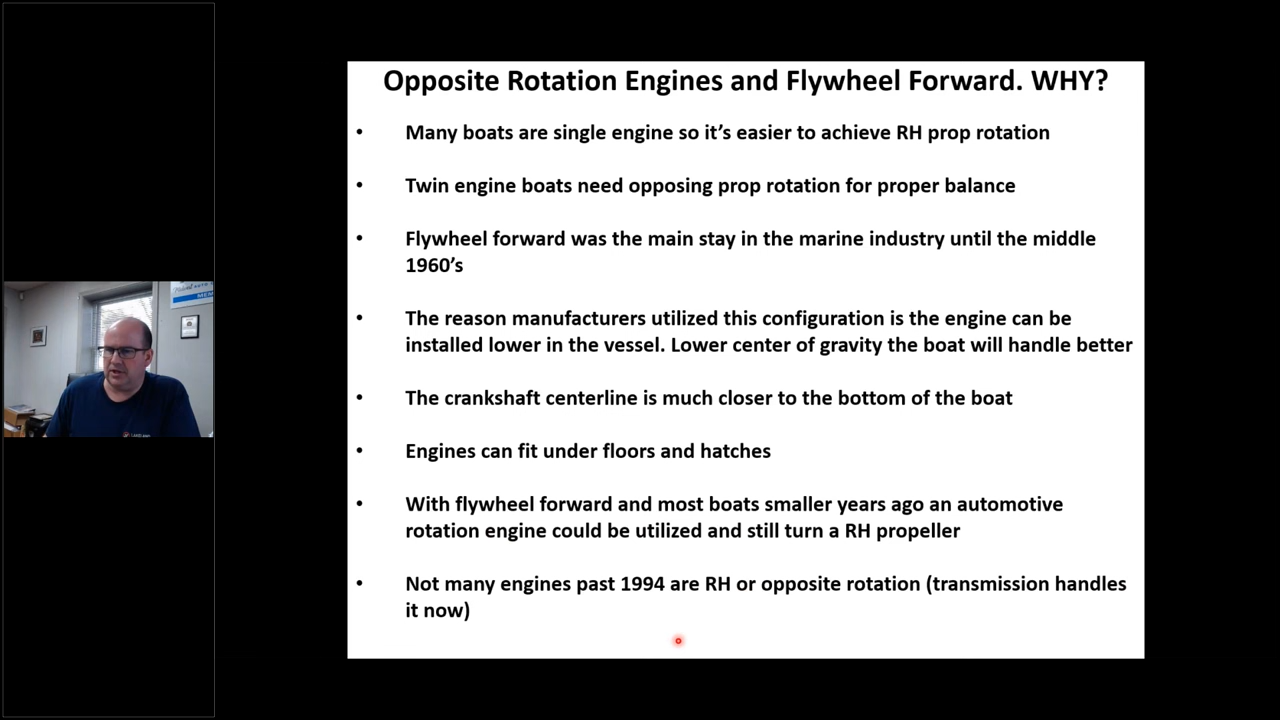 Opposite Rotation Engines and Flywheel Forward. WHY?
• Many boats are single engine so it’s easier to achieve RH prop rotation
• Twin engine boats need opposing prop rotation for proper balance
• Flywheel forward was the main stay in the marine industry until the middle
1960’s
• The reason manufacturers utilized this configuration is the engine can be
installed lower in the vessel. Lower center of gravity the boat will handle better
• The crankshaft centerline is much closer to the bottom of the boat
• Engines can fit under floors and hatches
• With flywheel forward and most boats smaller years ago an automotive
rotation engine could be utilized and still turn a RH propeller
• Not many engines past 1994 are RH or opposite rotation (transmission handles
it now)